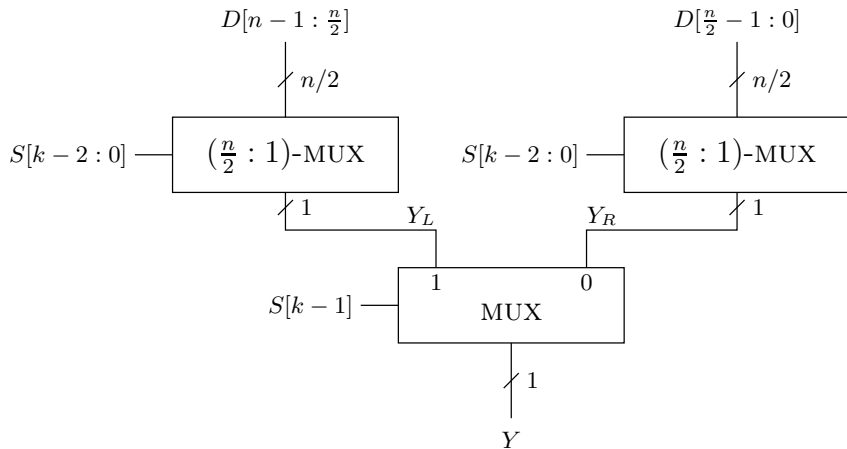 D[n − 1 : n/2]
D[n/2 − 1 : 0]
n/2
n/2
S[k − 2 : 0]
(n/2 : 1)-MUX
S[k − 2 : 0]
(n/2 : 1)-MUX
1
Y_L
Y_R
1
1
0
S[k − 1]
MUX
1
Y